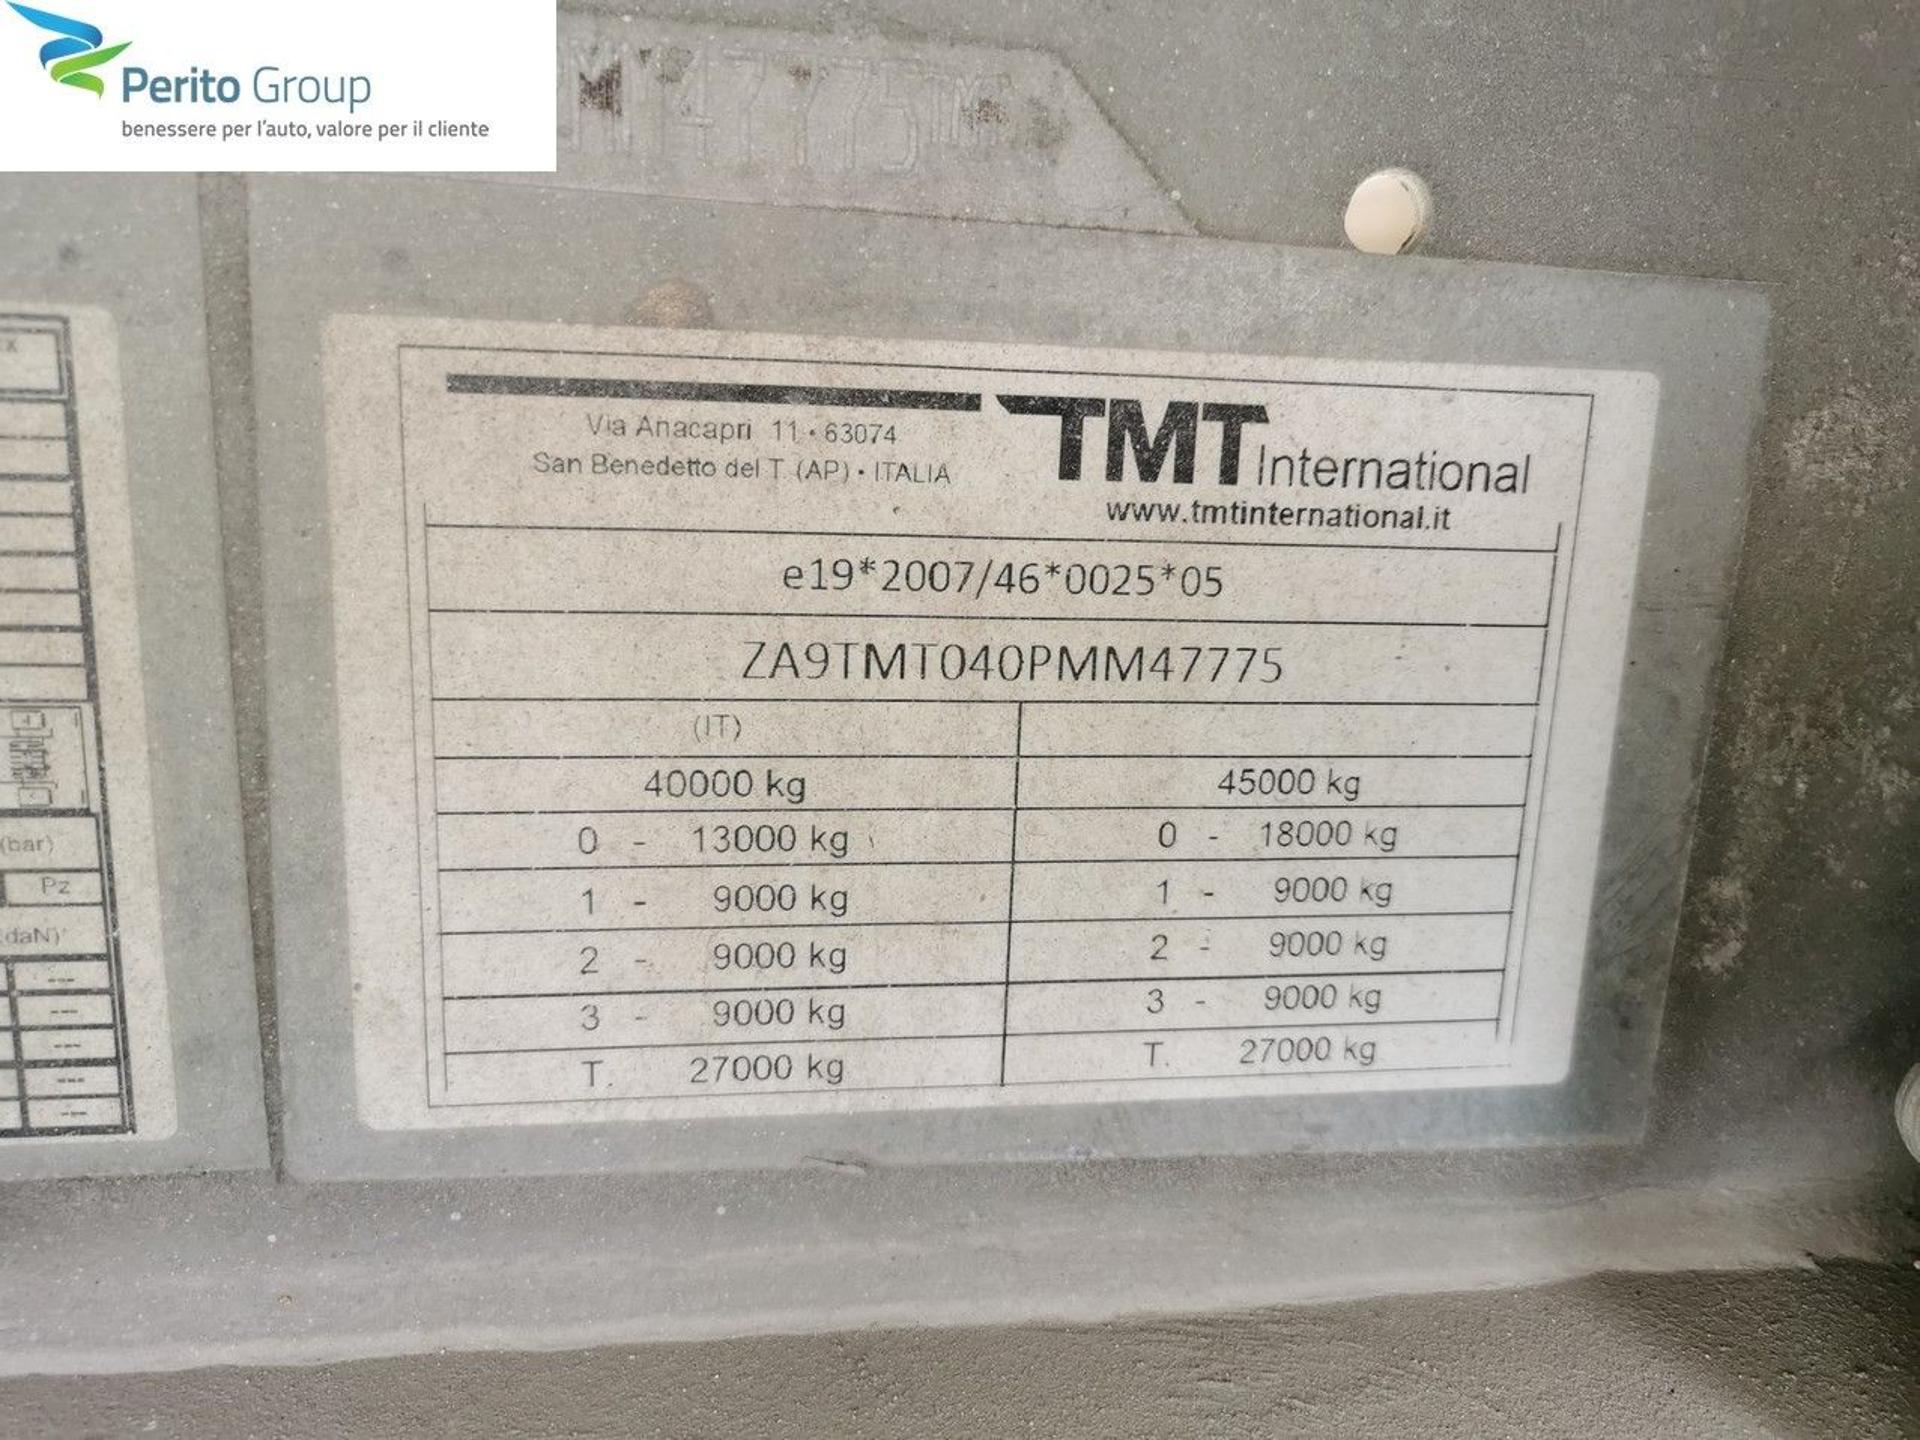 Perito Group
benessere per l'auto, valore per il cliente
MM47775TM
Via Anacapri 11 • 63074
San Benedetto del T. (AP) • ITALIA
TMT International
www.tmtinternational.it
e19*2007/46*0025*05
ZA9TMT040PMM47775
(IT)
40000 kg 45000 kg
0 - 13000 kg 0 - 18000 kg
1 - 9000 kg 1 - 9000 kg
2 - 9000 kg 2 - 9000 kg
3 - 9000 kg 3 - 9000 kg
T. 27000 kg T. 27000 kg
x
(bar)
Pz
(daN)
---
---
---
---
---